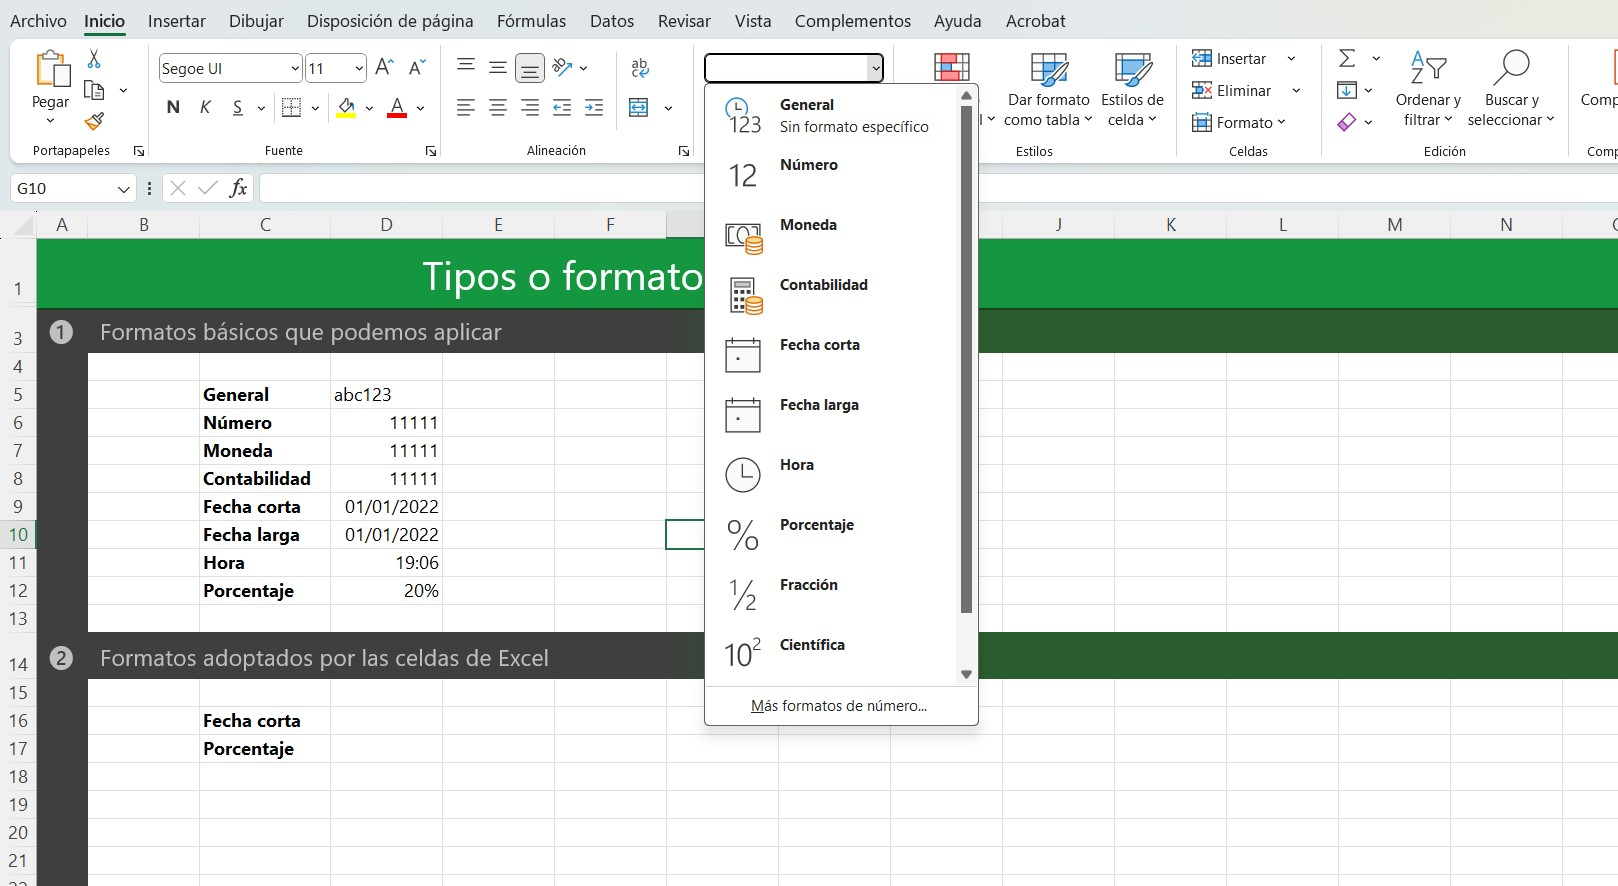 Archivo Inicio Insertar Dibujar Disposición de página Fórmulas Datos Revisar Vista Complementos Ayuda Acrobat
Pegar
Portapapeles
Segoe UI 11
N K S
Fuente
ab
Alineación
Dar formato
como tabla
Estilos de
celda
Estilos
Insertar
Eliminar
Formato
Celdas
Ordenar y
filtrar
Buscar y
seleccionar
Edición
G10
fx
General
Sin formato específico
123
Número
12
Moneda
Contabilidad
Fecha corta
Fecha larga
Hora
Porcentaje
%
Fracción
1/2
Científica
10²
Más formatos de número...
A B C D E F J K L M N
1 Tipos o formato
3 1 Formatos básicos que podemos aplicar
4
5 General abc123
6 Número 11111
7 Moneda 11111
8 Contabilidad 11111
9 Fecha corta 01/01/2022
10 Fecha larga 01/01/2022
11 Hora 19:06
12 Porcentaje 20%
13
14 2 Formatos adoptados por las celdas de Excel
15
16 Fecha corta
17 Porcentaje
18
19
20
21